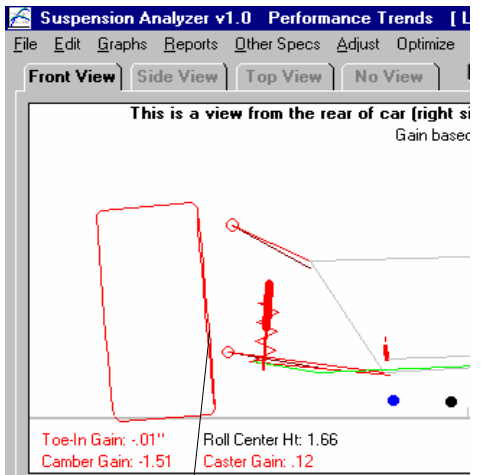 Suspension Analyzer v1.0 Performance Trends [ L
File Edit Graphs Reports Other Specs Adjust Optimize
Front View Side View Top View No View
This is a view from the rear of car (right si
Gain based
Toe-In Gain: -.01" Roll Center Ht: 1.66
Camber Gain: -1.51 Caster Gain: .12